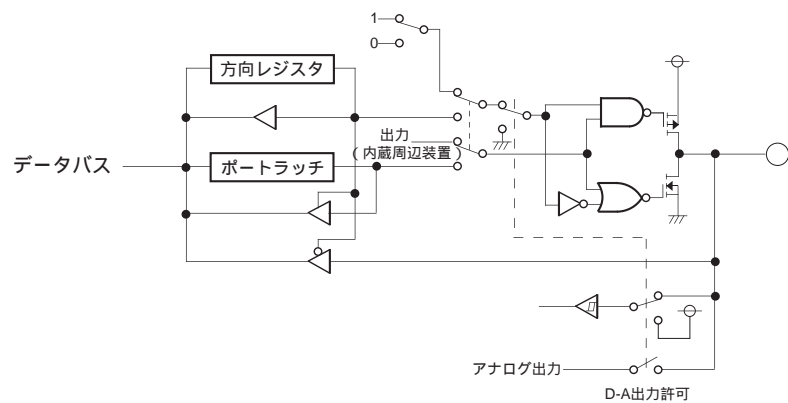 1
0
方向レジスタ
出力
(内蔵周辺装置)
データバス
ポートラッチ
アナログ出力
D-A出力許可